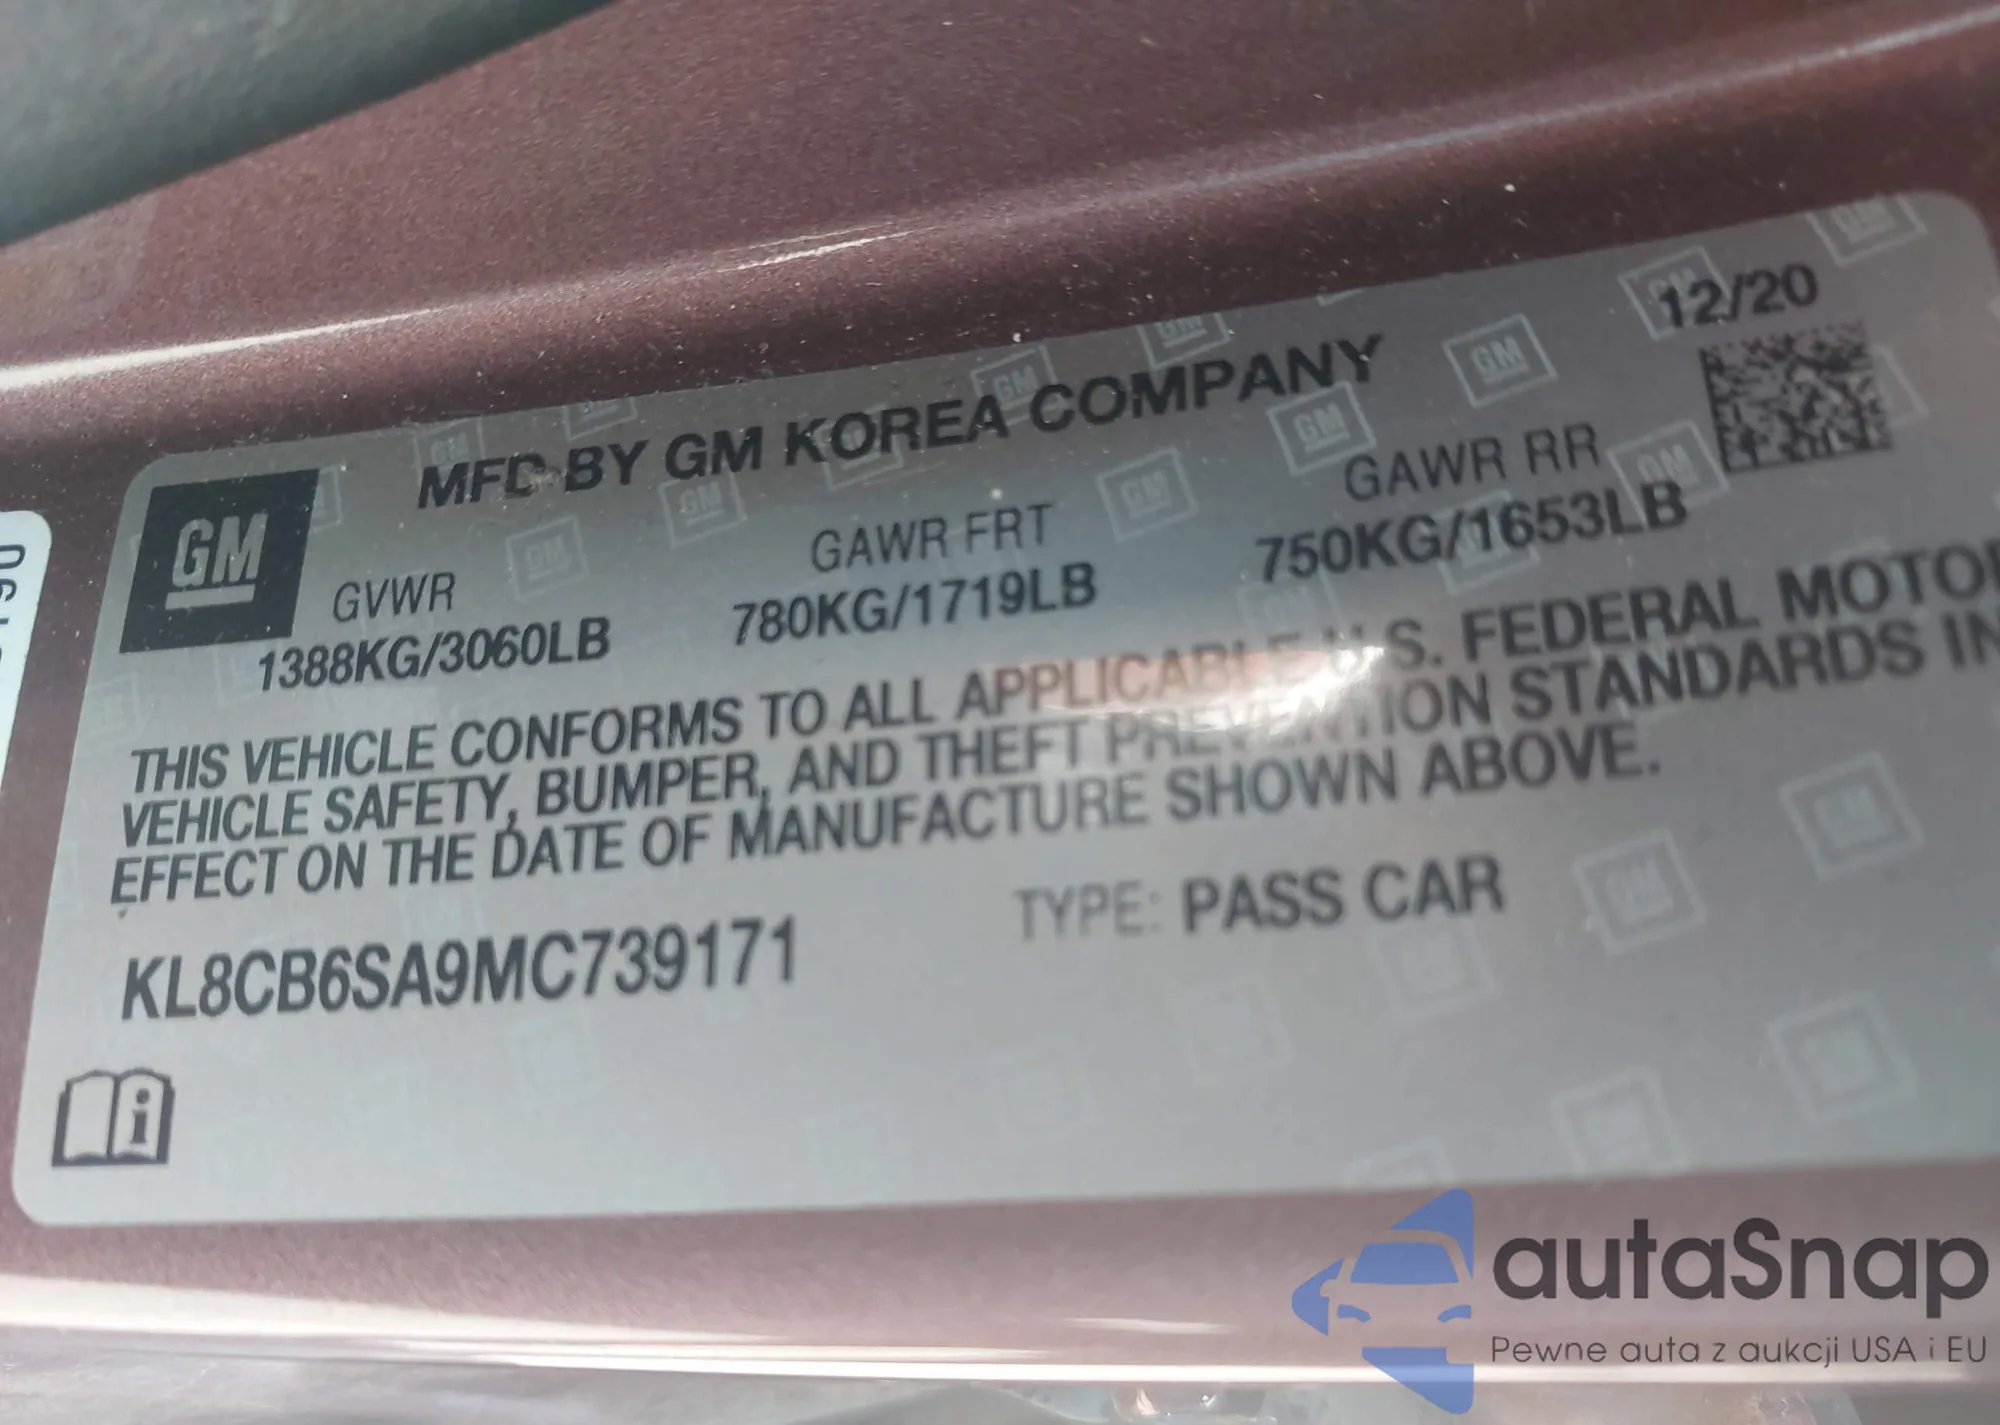 12/20
MFD BY GM KOREA COMPANY
GM
GVWR
1388KG/3060LB
GAWR FRT
780KG/1719LB
GAWR RR
750KG/1653LB
THIS VEHICLE CONFORMS TO ALL APPLICABLE U.S. FEDERAL MOTOR
VEHICLE SAFETY, BUMPER, AND THEFT PREVENTION STANDARDS IN
EFFECT ON THE DATE OF MANUFACTURE SHOWN ABOVE.
KL8CB6SA9MC739171
TYPE: PASS CAR
autaSnap
Pewne auta z aukcji USA i EU